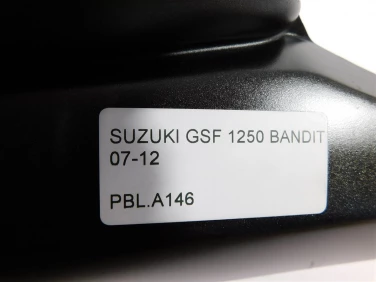 SUZUKI GSF 1250 BANDIT
07-12
PBL.A146